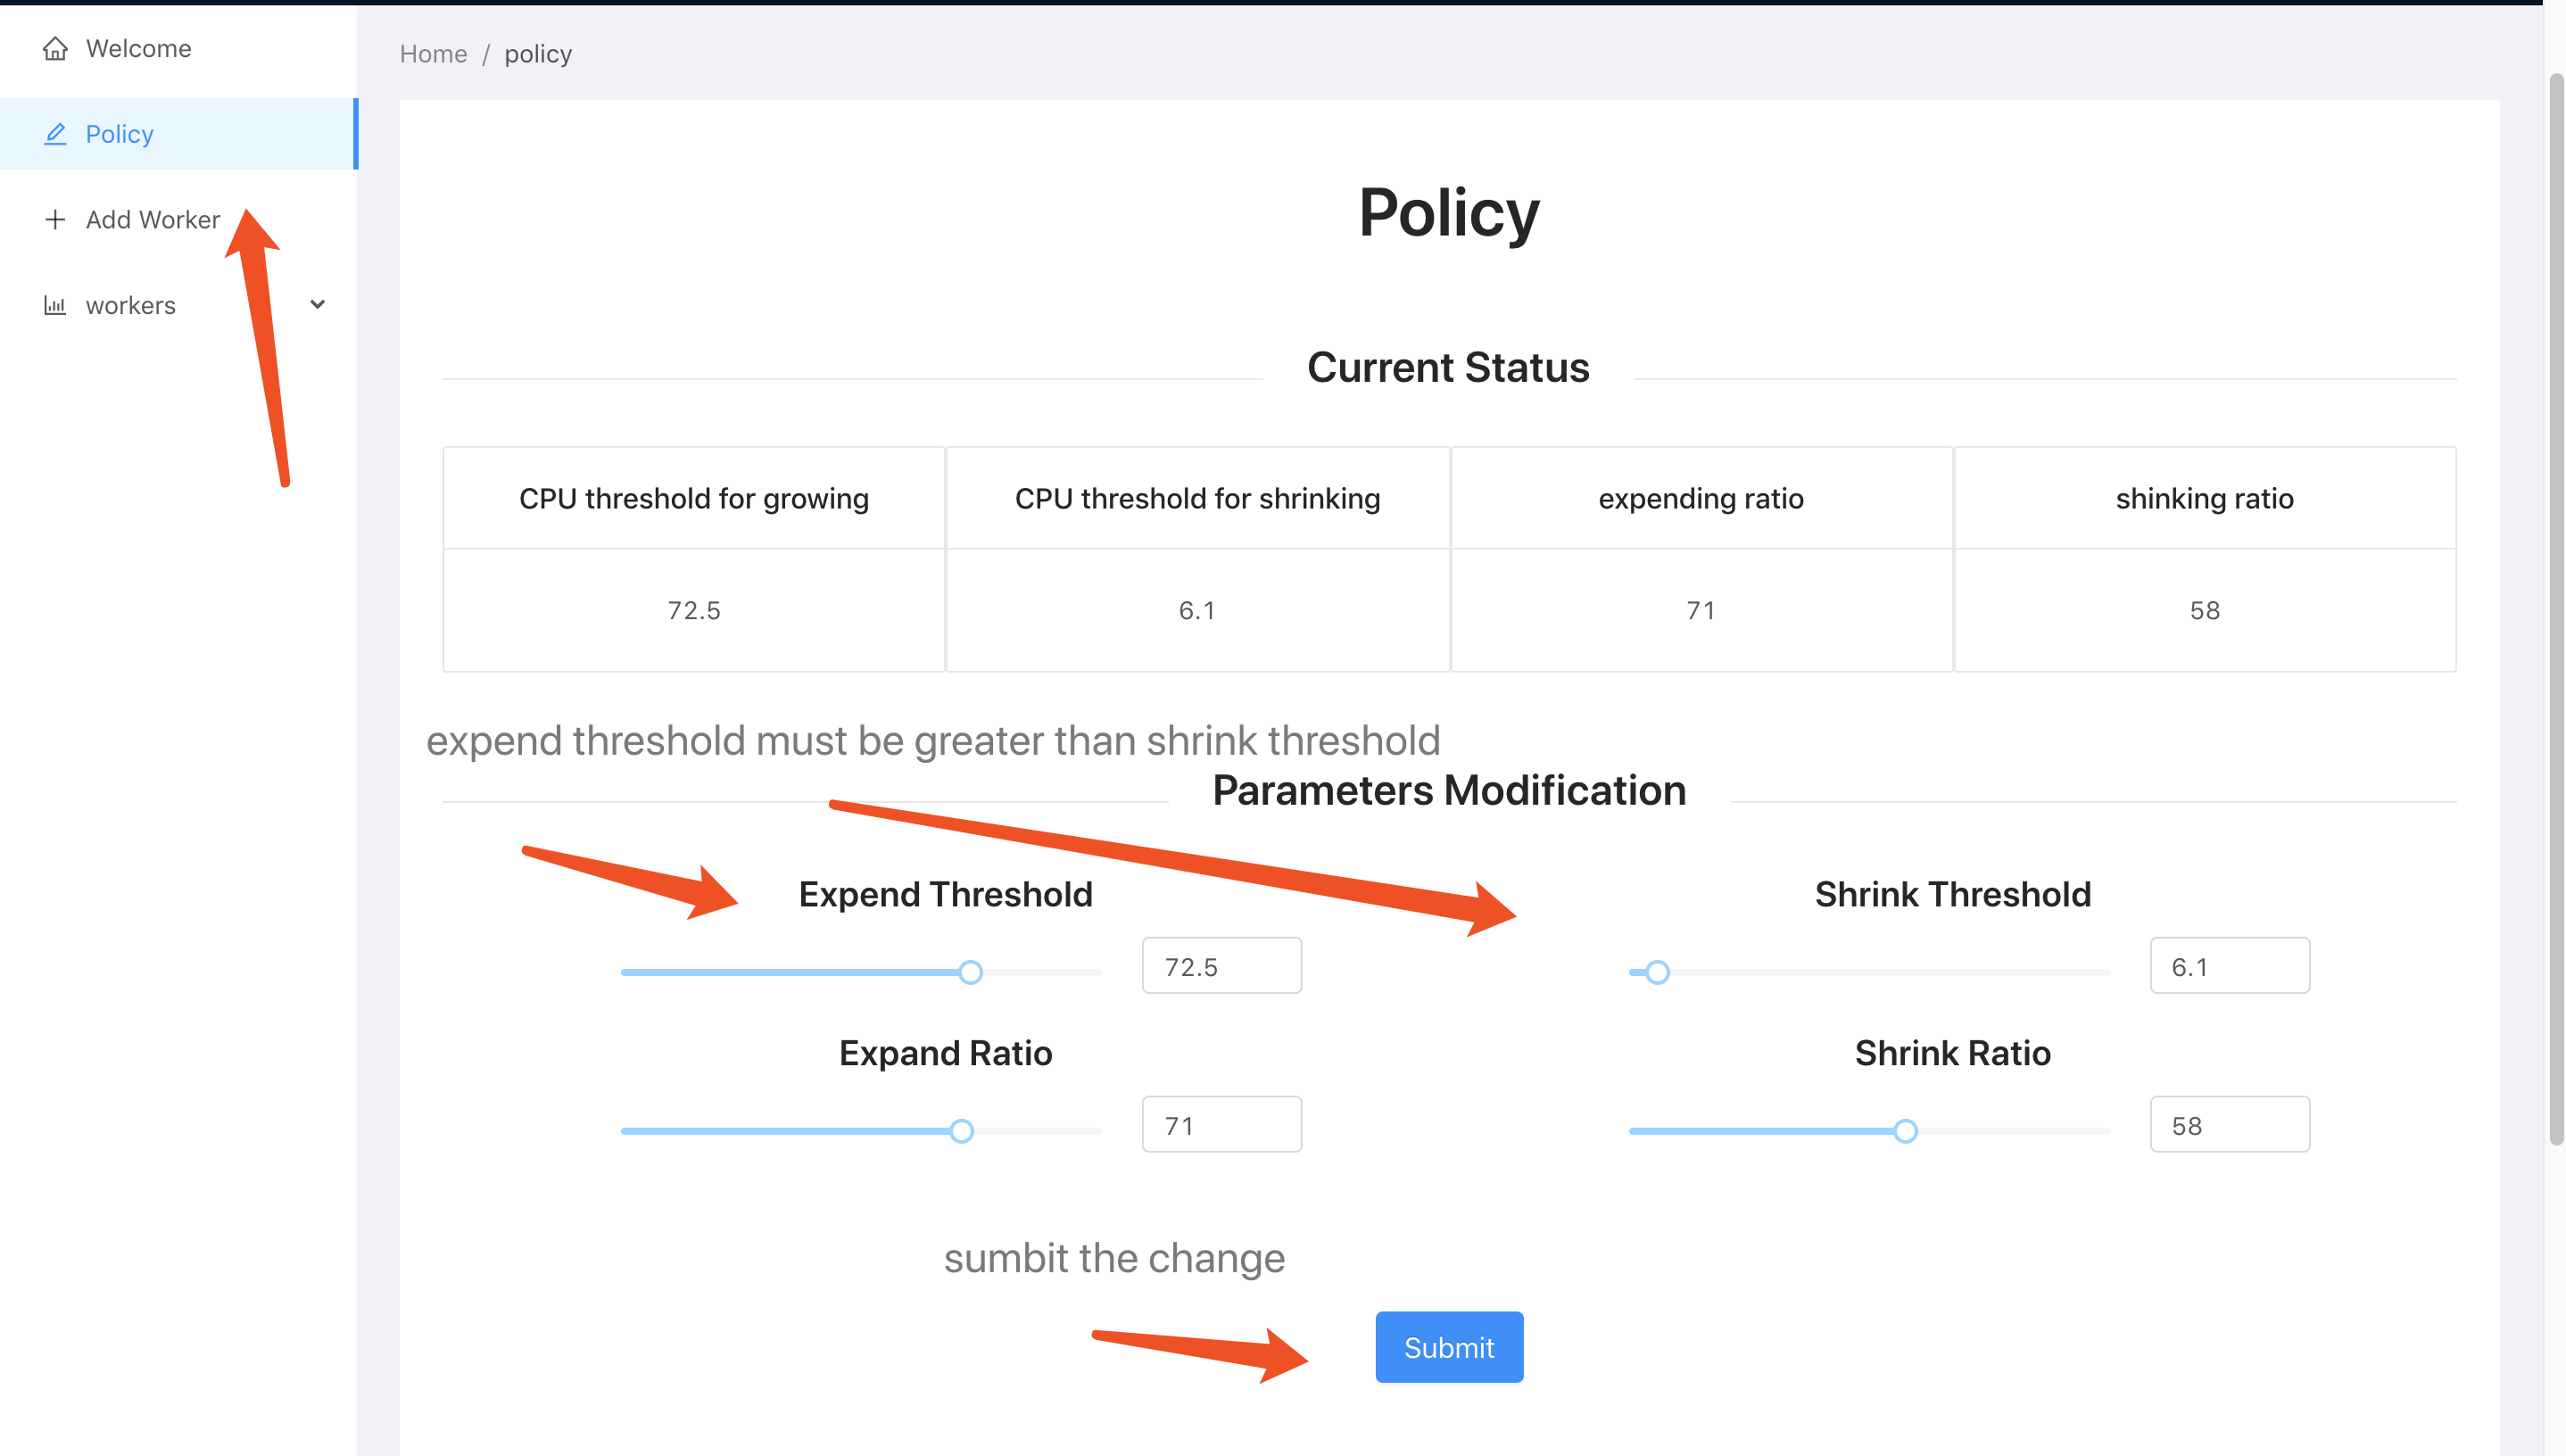 Welcome
Policy
Add Worker
workers
Home / policy
Policy
Current Status
CPU threshold for growing
CPU threshold for shrinking
expending ratio
shinking ratio
72.5
6.1
71
58
expend threshold must be greater than shrink threshold
Parameters Modification
Expend Threshold
Shrink Threshold
72.5
6.1
Expand Ratio
Shrink Ratio
71
58
sumbit the change
Submit